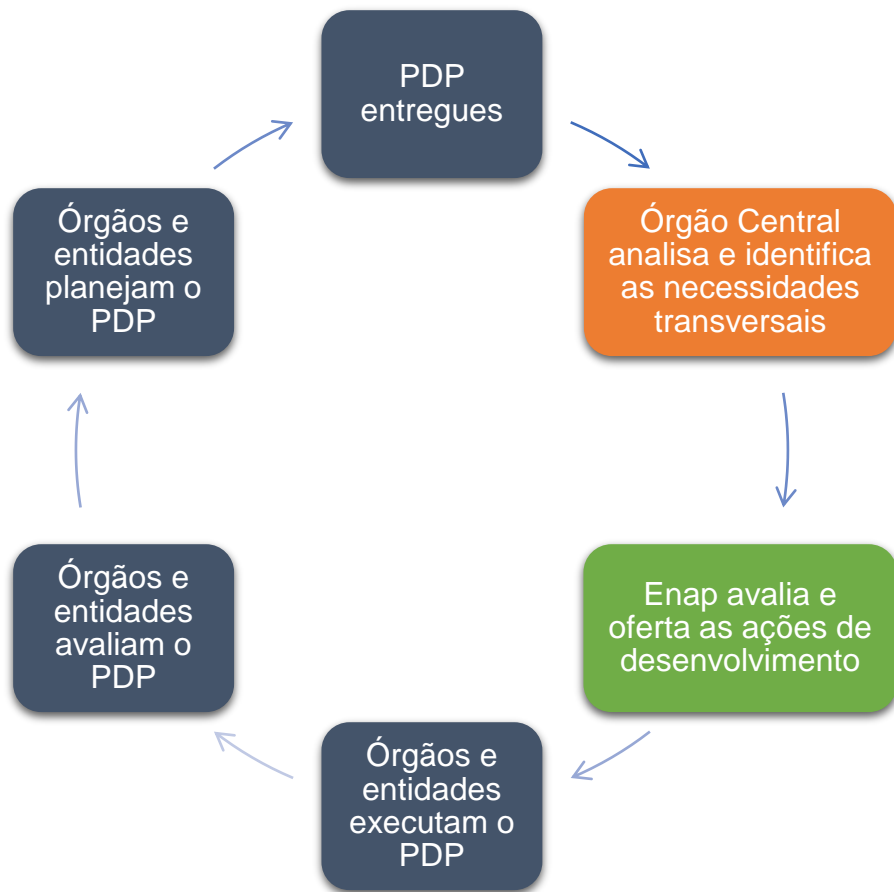 PDP
entregues
Órgão Central
analisa e identifica
as necessidades
transversais
Enap avalia e
oferta as ações de
desenvolvimento
Órgãos e
entidades
executam o
PDP
Órgãos e
entidades
avaliam o
PDP
Órgãos e
entidades
planejam o
PDP